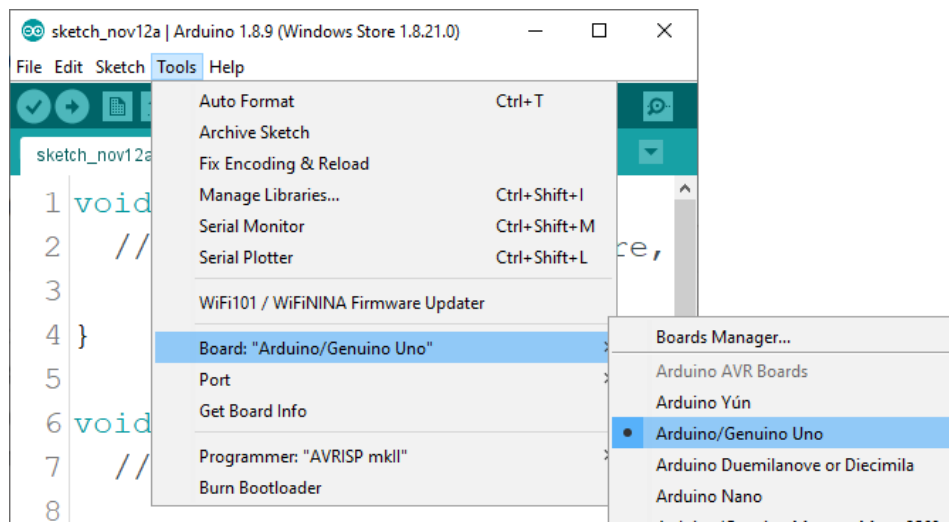 sketch_nov12a | Arduino 1.8.9 (Windows Store 1.8.21.0)
File Edit Sketch Tools Help
sketch_nov12a
Auto Format Ctrl+T
Archive Sketch
Fix Encoding & Reload
Manage Libraries... Ctrl+Shift+I
Serial Monitor Ctrl+Shift+M
Serial Plotter Ctrl+Shift+L
WiFi101 / WiFiNINA Firmware Updater
Board: "Arduino/Genuino Uno"
Port
Get Board Info
Programmer: "AVRISP mkII"
Burn Bootloader
Boards Manager...
Arduino AVR Boards
Arduino Yún
Arduino/Genuino Uno
Arduino Duemilanove or Diecimila
Arduino Nano
1 void
2 // re,
3
4 }
5
6 void
7 //
8